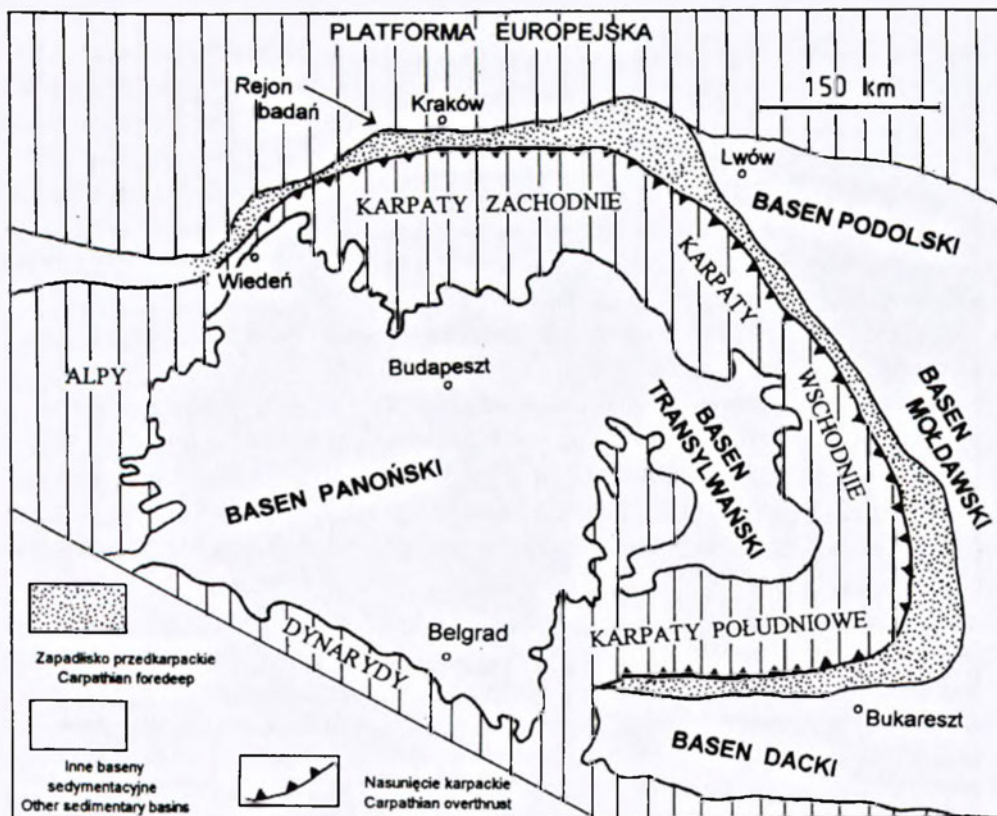 PLATFORMA EUROPEJSKA
Rejon
badań
Kraków
150 km
Lwów
KARPATY ZACHODNIE
BASEN PODOLSKI
Wiedeń
KARPATY
ALPY
Budapeszt
WSCHODNIE
BASEN
MOŁDAWSKI
BASEN
TRANSYLWAŃSKI
BASEN PANOŃSKI
DYNARYDY
Belgrad
KARPATY POŁUDNIOWE
Zapadłisko przedkarpackie
Carpathian foredeep
Bukareszt
BASEN DACKI
Inne baseny
sedymentacyjne
Other sedimentary basins
Nasunięcie karpackie
Carpathian overthrust